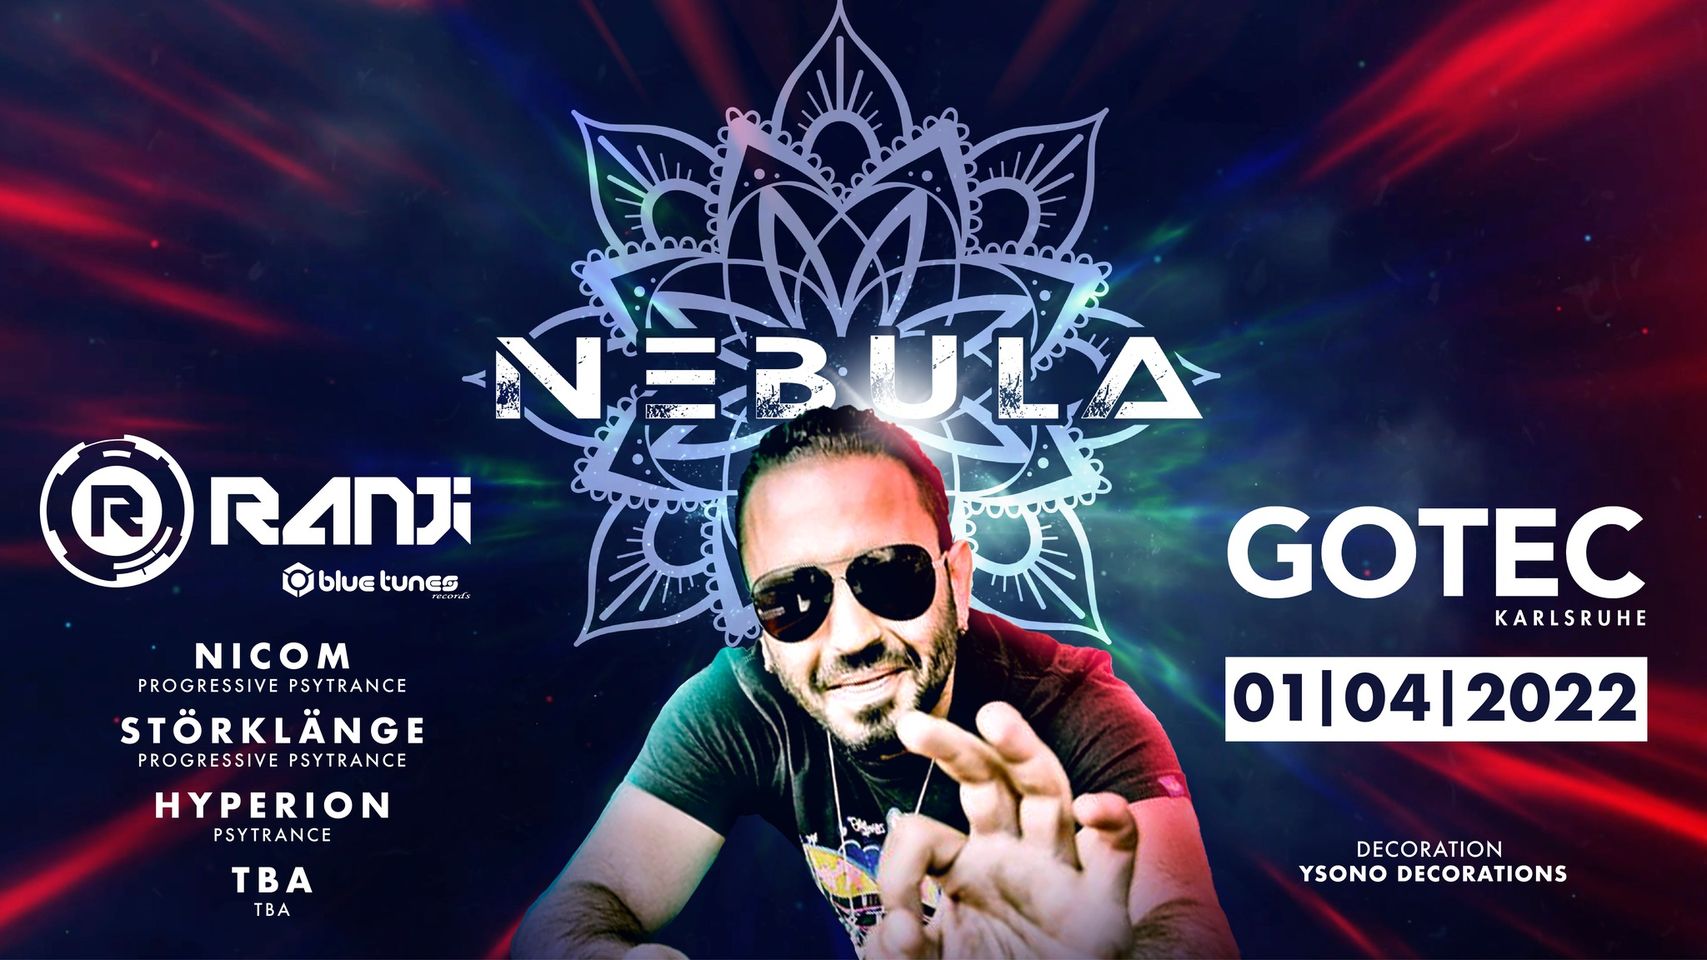 NEBULA
R RANJI
blue tunes
records
NICOM
PROGRESSIVE PSYTRANCE
STÖRKLÄNGE
PROGRESSIVE PSYTRANCE
HYPERION
PSYTRANCE
TBA
TBA
GOTEC
KARLSRUHE
01|04|2022
DECORATION
YSONO DECORATIONS